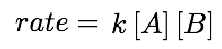 rate = k [A] [B]